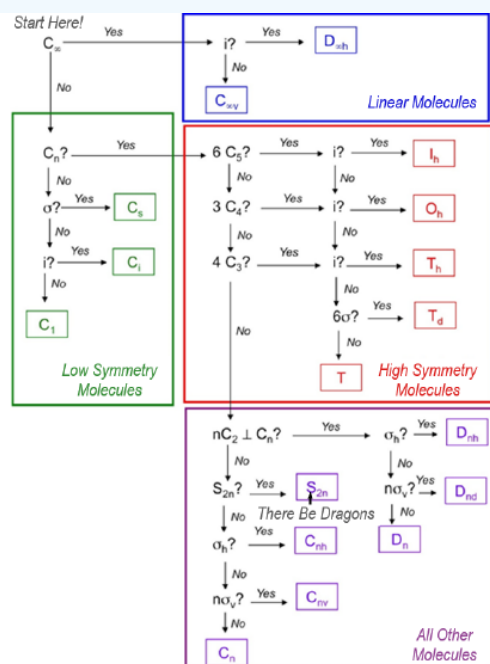 Start Here!
C∞ Yes i? Yes D∞h
No
No
C∞v
Linear Molecules
Cn? Yes 6 C5? Yes i? Yes Ih
No No No
σ? Yes Cs 3 C4? Yes i? Yes Oh
No No No
i? Yes Ci 4 C3? Yes i? Yes Th
No No
C1 6σ? Yes Td
No No
T
Low Symmetry
Molecules
High Symmetry
Molecules
nC2 ⊥ Cn? Yes σh? Yes Dnh
No No
S2n? Yes S2n nσv? Yes Dnd
No There Be Dragons No
σh? Yes Cnh Dn
No
nσv? Yes Cnv
No
Cn
All Other
Molecules